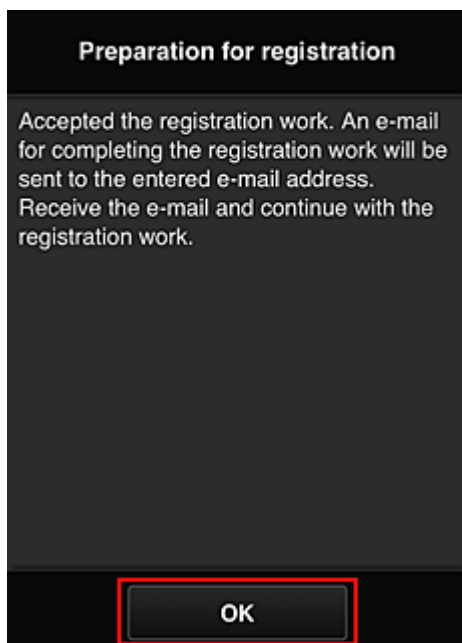 Preparation for registration
Accepted the registration work. An e-mail
for completing the registration work will be
sent to the entered e-mail address.
Receive the e-mail and continue with the
registration work.
OK